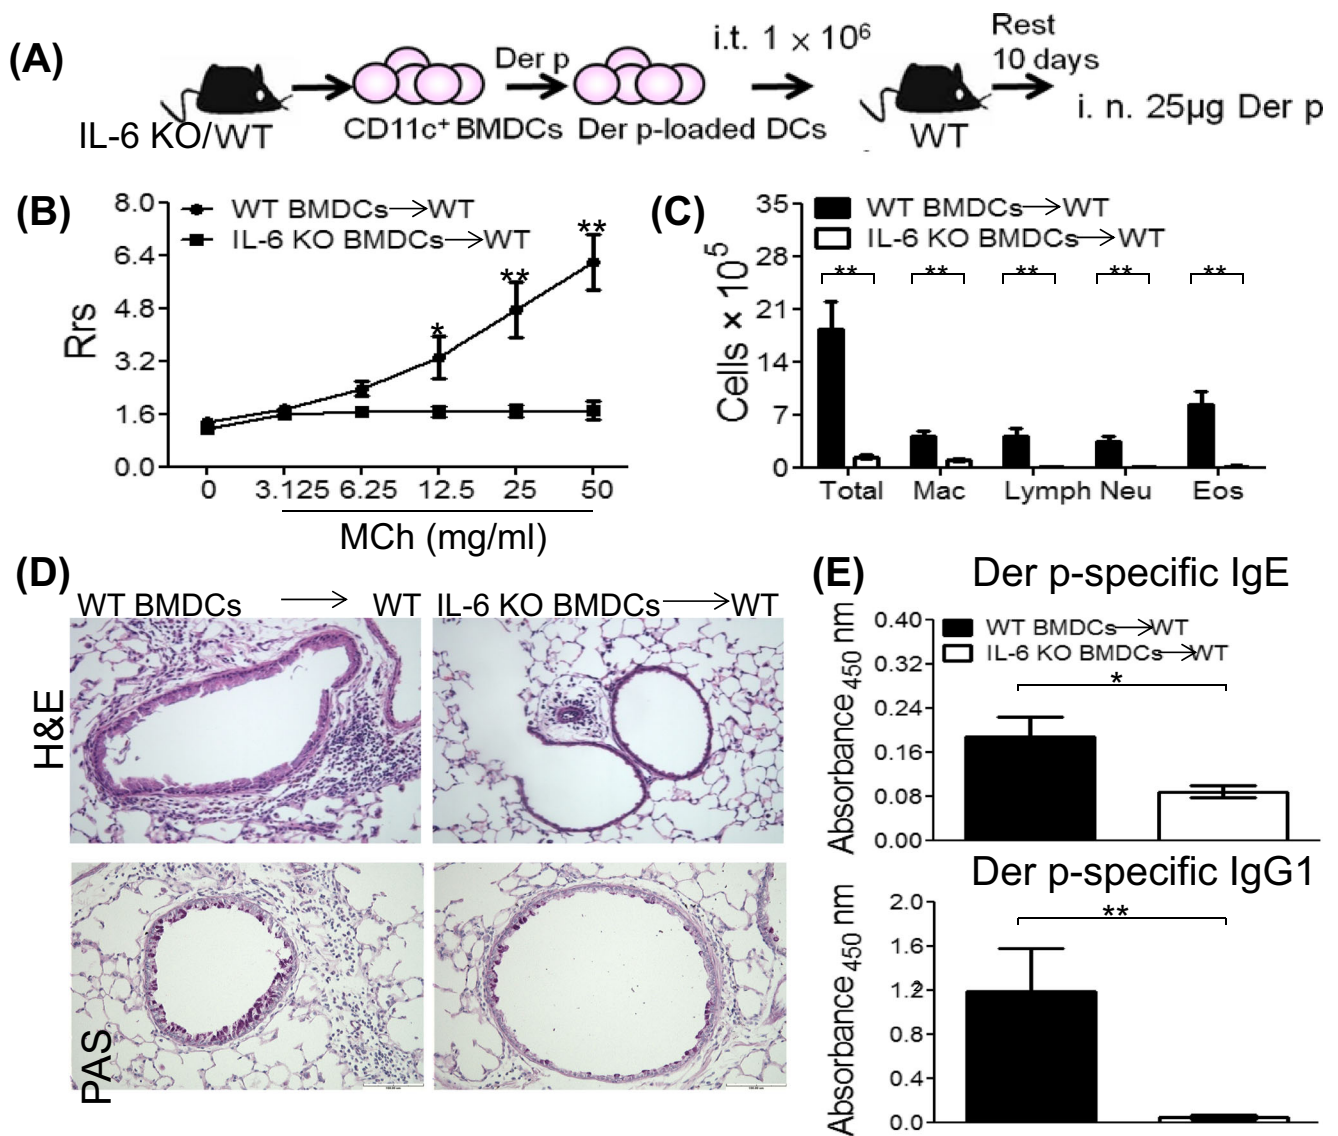 (A)
IL-6 KO/WT
CD11c⁺ BMDCs
Der p
Der p-loaded DCs
i.t. 1 × 10⁶
WT
Rest
10 days
i. n. 25µg Der p
(B)
WT BMDCs→WT
IL-6 KO BMDCs→WT
Rrs
8.0
6.4
4.8
3.2
1.6
0.0
*
**
**
0 3.125 6.25 12.5 25 50
MCh (mg/ml)
(C)
WT BMDCs→WT
IL-6 KO BMDCs→WT
Cells × 10⁵
35
28
21
14
7
0
** ** ** ** **
Total Mac Lymph Neu Eos
(D)
WT BMDCs → WT
IL-6 KO BMDCs→WT
H&E
PAS
(E)
Der p-specific IgE
WT BMDCs→WT
IL-6 KO BMDCs→WT
Absorbance450 nm
0.40
0.32
0.24
0.16
0.08
0.00
*
Der p-specific IgG1
Absorbance450 nm
2.0
1.6
1.2
0.8
0.4
0.0
**